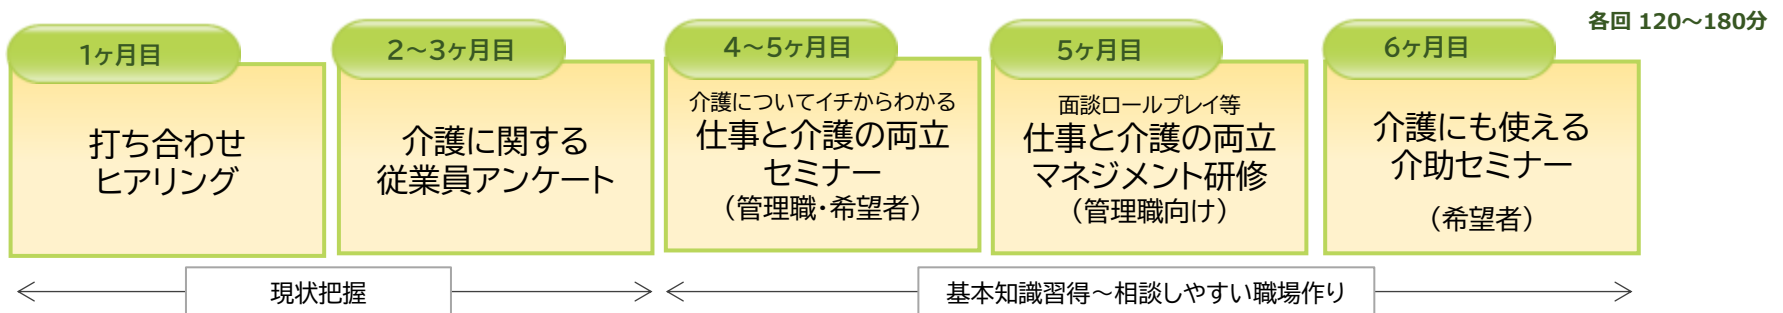 各回 120～180分
1ヶ月目
打ち合わせ
ヒアリング
2～3ヶ月目
介護に関する
従業員アンケート
4～5ヶ月目
介護についてイチからわかる
仕事と介護の両立
セミナー
（管理職・希望者）
5ヶ月目
面談ロールプレイ等
仕事と介護の両立
マネジメント研修
（管理職向け）
6ヶ月目
介護にも使える
介助セミナー
（希望者）
現状把握
基本知識習得～相談しやすい職場作り